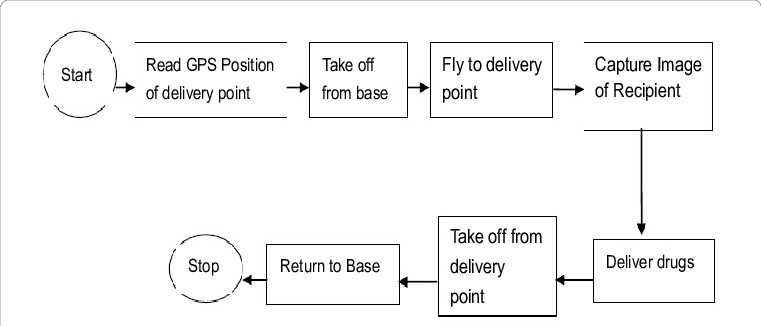 Start
Read GPS Position
of delivery point
Take off
from base
Fly to delivery
point
Capture Image
of Recipient
Deliver drugs
Take off from
delivery
point
Return to Base
Stop